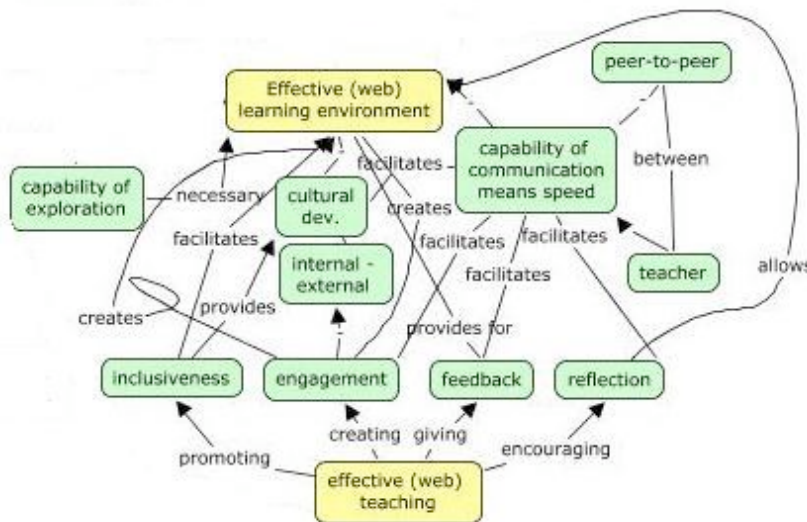 peer-to-peer
Effective (web)
learning environment
capability of
communication
means speed
between
facilitates
capability of
exploration
necessary
cultural
dev.
creates
facilitates
facilitates
facilitates
internal -
external
facilitates
teacher
allows
provides
creates
provides for
inclusiveness
engagement
feedback
reflection
creating
giving
encouraging
promoting
effective (web)
teaching